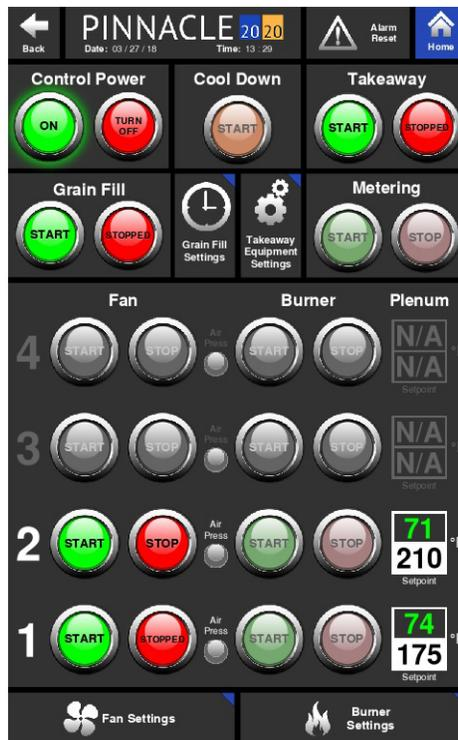 PINNACLE 20 20
Alarm
Reset
Back
Date: 03 / 27 / 18
Time: 13 : 29
Home
Control Power
Cool Down
Takeaway
ON
TURN
OFF
START
START
STOPPED
Grain Fill
Metering
START
STOPPED
Grain Fill
Settings
Takeaway
Equipment
Settings
START
STOP
Fan
Burner
Plenum
4
START
STOP
Air
Press
START
STOP
N/A
N/A
Setpoint
3
START
STOP
Air
Press
START
STOP
N/A
N/A
Setpoint
2
START
STOP
Air
Press
START
STOP
71
210
Setpoint
1
START
STOPPED
Air
Press
START
STOP
74
175
Setpoint
Fan Settings
Burner
Settings